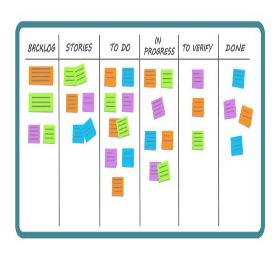 BACKLOG
STORIES
TO DO
IN
PROGRESS
TO VERIFY
DONE